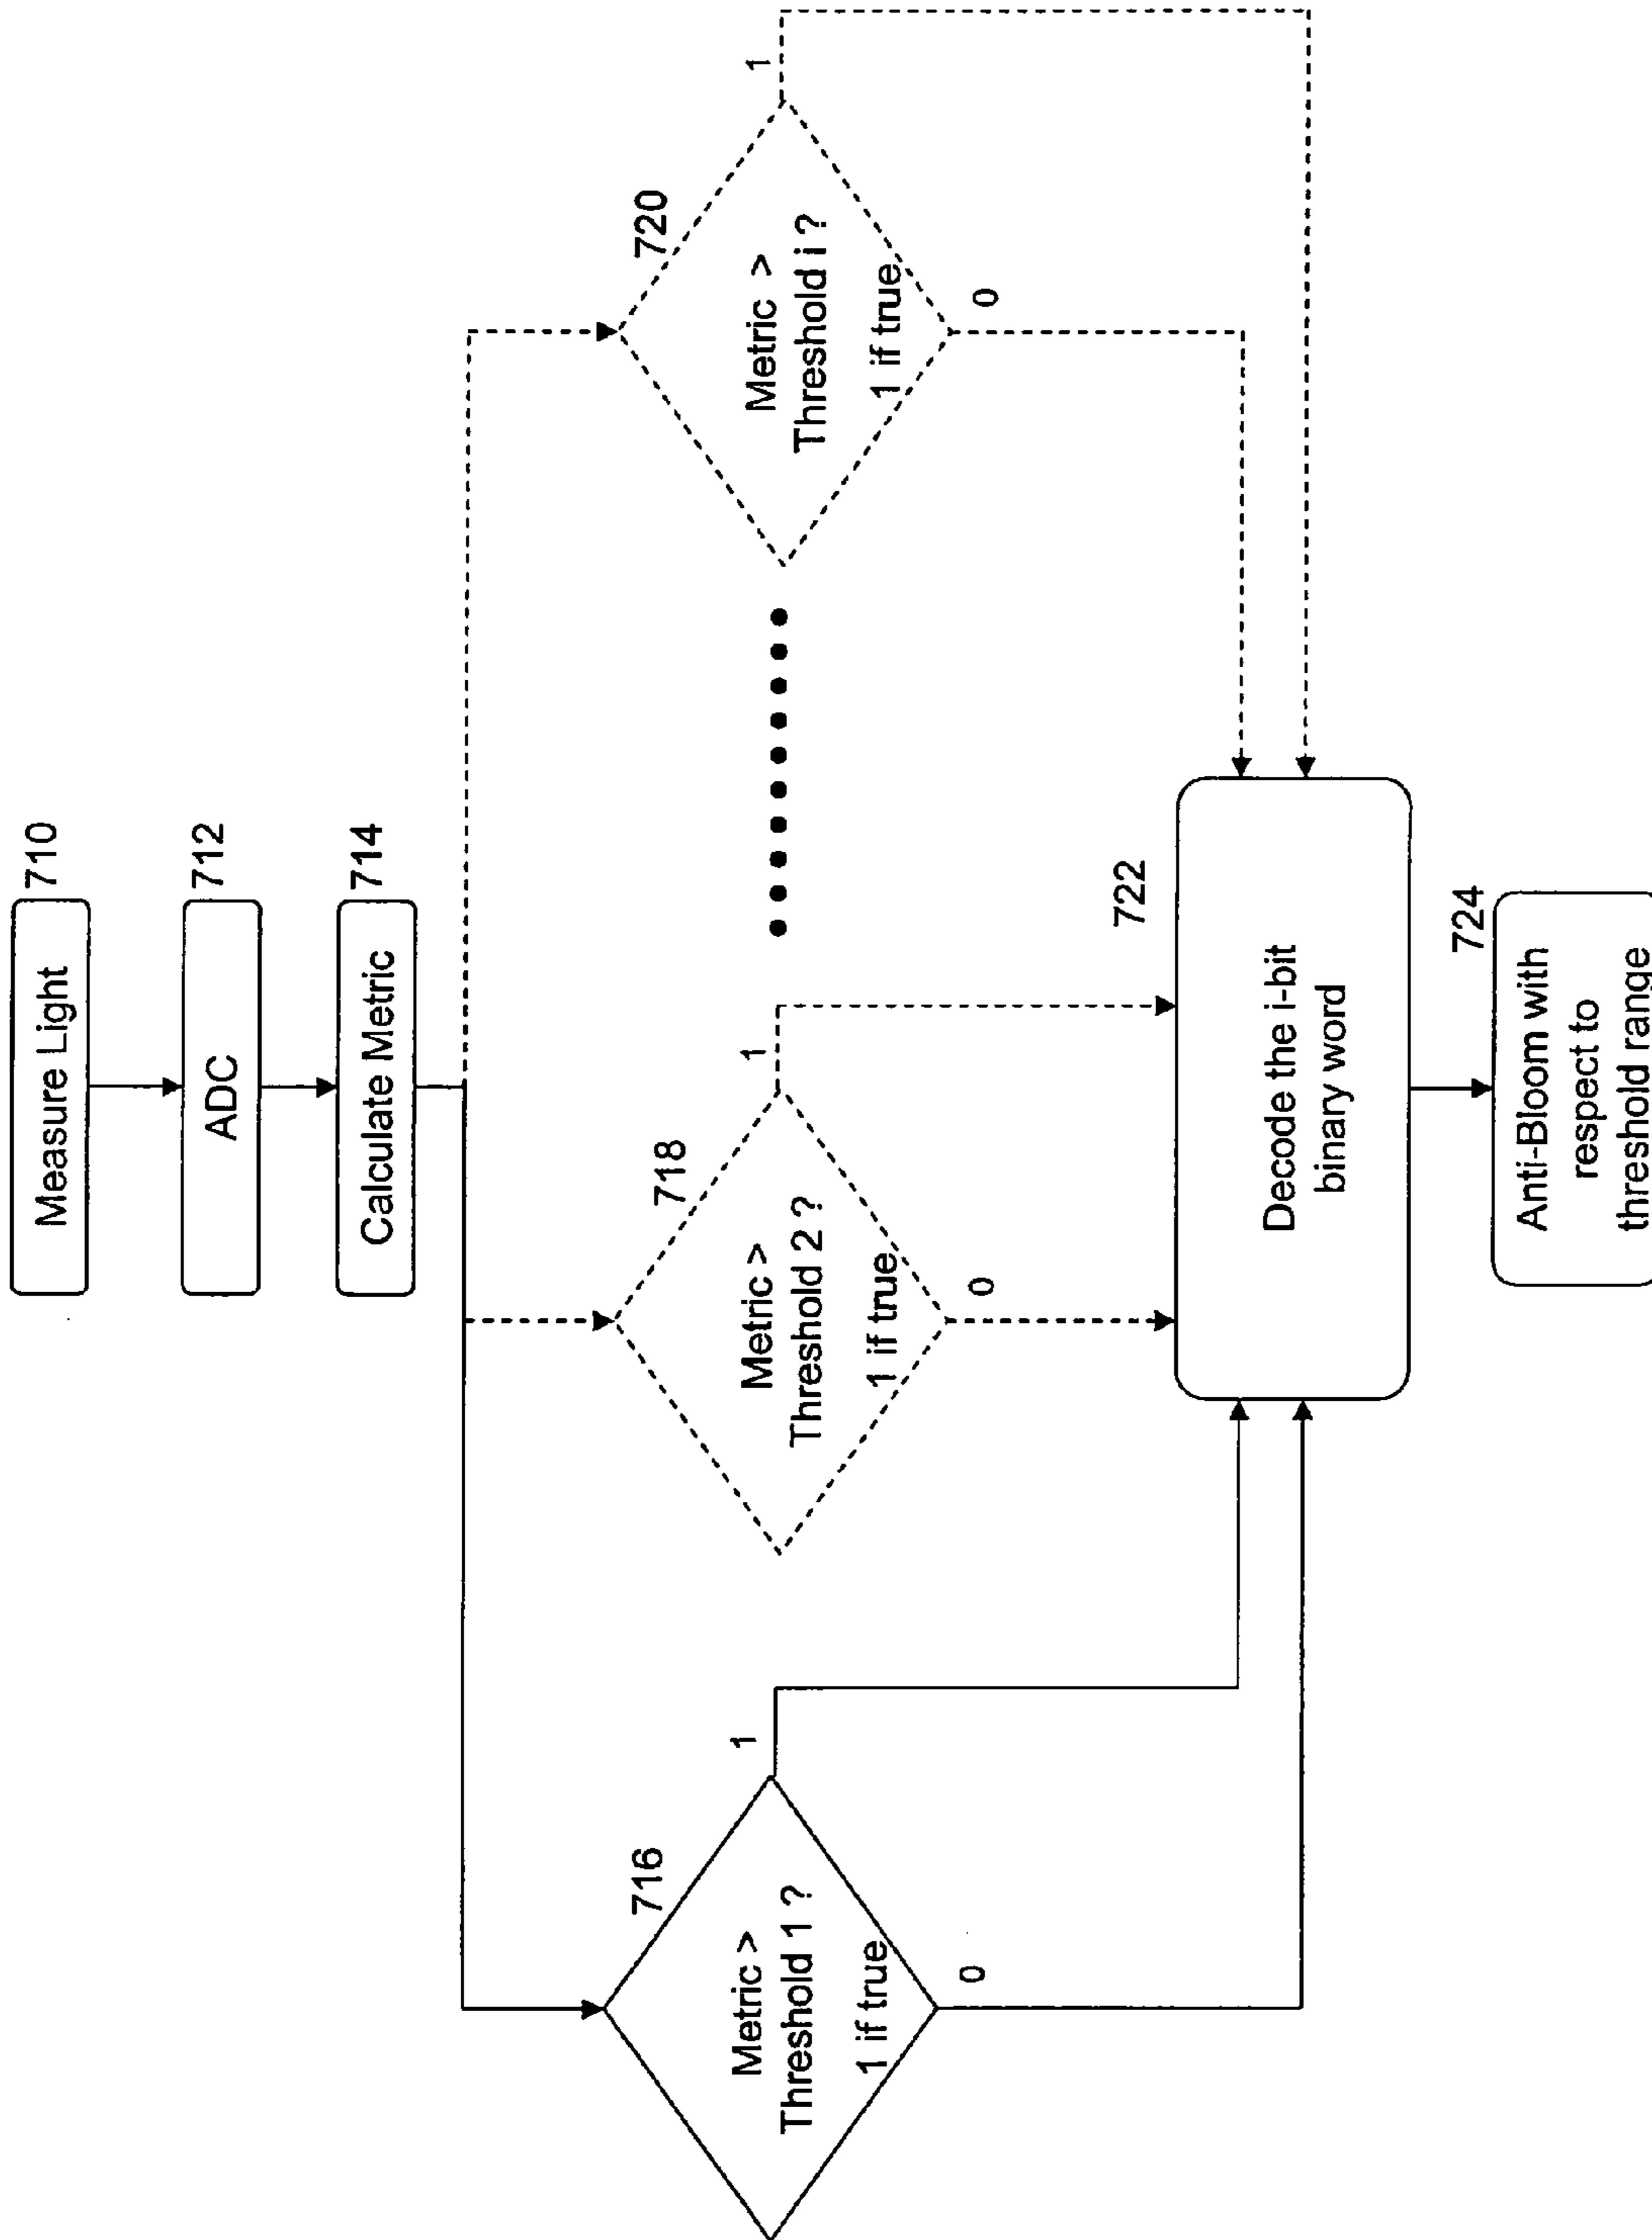 Measure Light
710
ADC
712
Calculate Metric
714
716
Metric >
Threshold 1 ?
1 if true
1
0
718
Metric >
Threshold 2 ?
1 if true
1
0
720
Metric >
Threshold i ?
1 if true
1
0
722
Decode the i-bit
binary word
724
Anti-Bloom with
respect to
threshold range